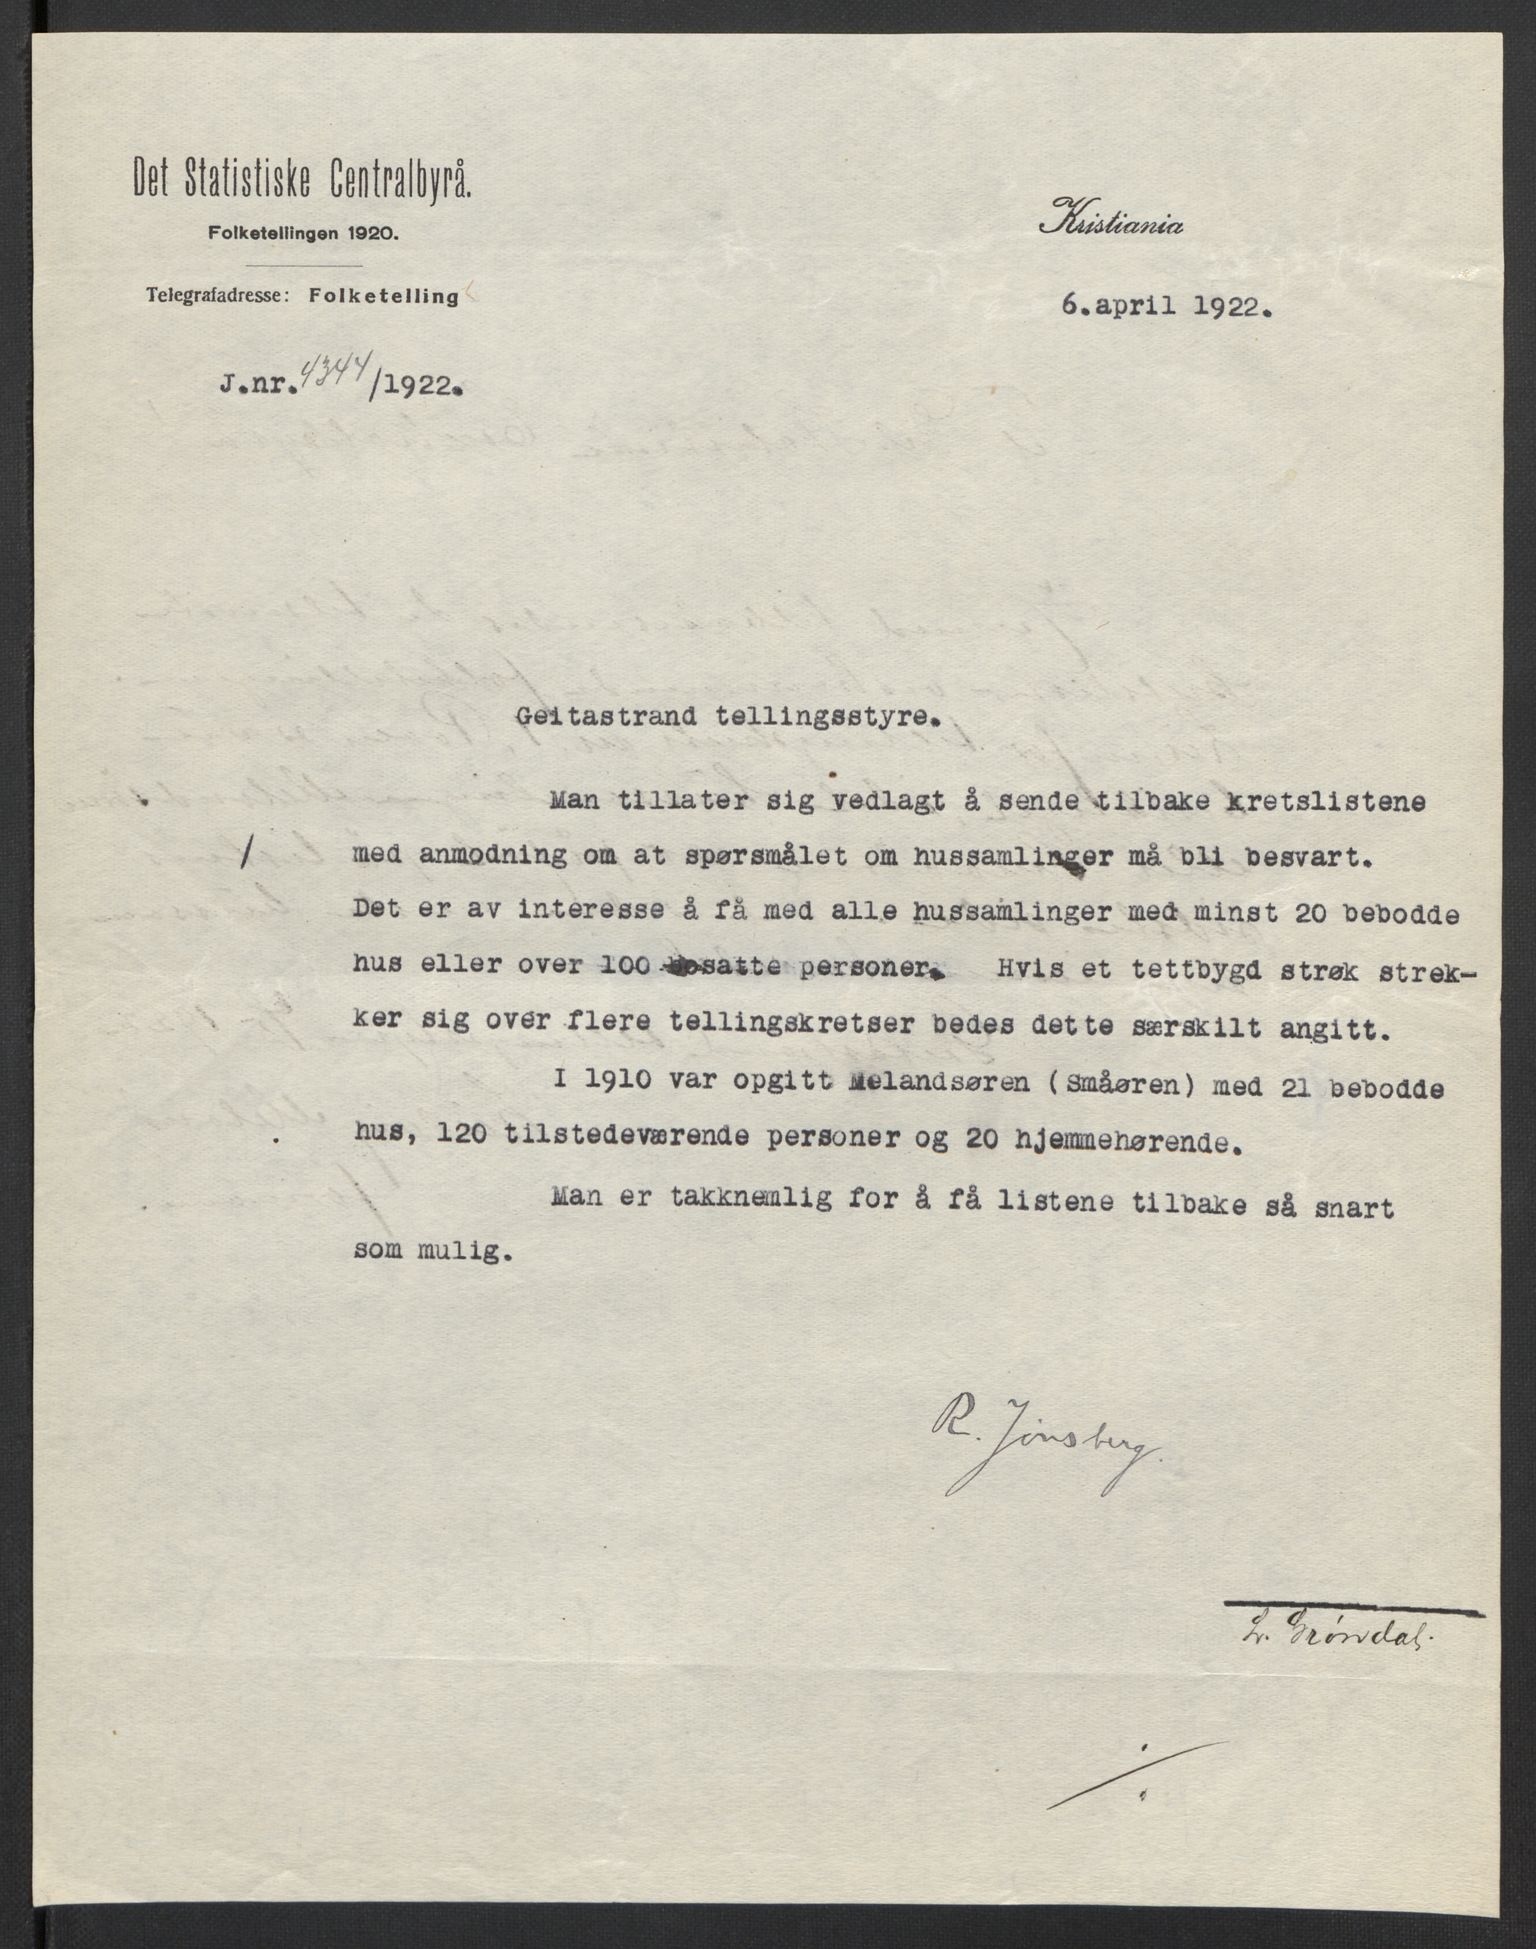 Det Statistiske Centralbyrå.
Folketellingen 1920.
Telegrafadresse: Folketelling
Kristiania
6.april 1922.
J.nr. 4344/1922.
Geitastrand tellingsstyre.
Man tillater sig vedlagt å sende tilbake kretslistene
med anmodning om at spørsmålet om hussamlinger må bli besvart.
Det er av interesse å få med alle hussamlinger med minst 20 bebodde
hus eller over 100 bosatte personer. Hvis et tettbygd strøk strek-
ker sig over flere tellingskretser bedes dette særskilt angitt.
I 1910 var opgitt Melandsøren (Småøren) med 21 bebodde
hus, 120 tilstedeværende personer og 20 hjemmehørende.
Man er takknemlig for å få listene tilbake så snart
som mulig.
R. Jønsberg.
L. Grøndal.